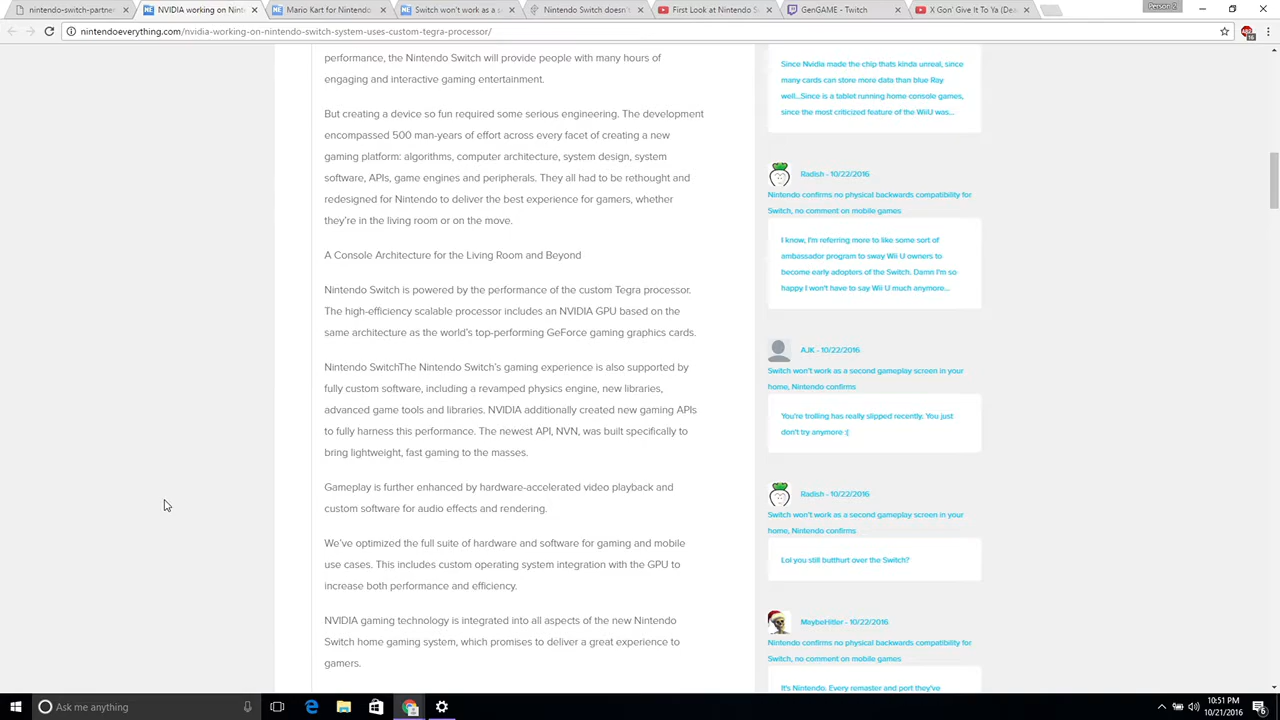 nintendo-switch-partner
NVIDIA working on Ninte
Mario Kart for Nintendo
Switch won't work as a s
Nintendo Switch doesn't
First Look at Nintendo S
GenGAME - Twitch
X Gon' Give It To Ya (Dea
Person 2
nintendoeverything.com/nvidia-working-on-nintendo-switch-system-uses-custom-tegra-processor/
performance, the Nintendo Switch will provide people with many hours of
engaging and interactive gaming entertainment.
But creating a device so fun required some serious engineering. The development
encompassed 500 man-years of effort across every facet of creating a new
gaming platform: algorithms, computer architecture, system design, system
software, APIs, game engines and peripherals. They all had to be rethought and
redesigned for Nintendo to deliver the best experience for gamers, whether
they're in the living room or on the move.
A Console Architecture for the Living Room and Beyond
Nintendo Switch is powered by the performance of the custom Tegra processor.
The high-efficiency scalable processor includes an NVIDIA GPU based on the
same architecture as the world's top-performing GeForce gaming graphics cards.
Nintendo SwitchThe Nintendo Switch's gaming experience is also supported by
fully custom software, including a revamped physics engine, new libraries,
advanced game tools and libraries. NVIDIA additionally created new gaming APIs
to fully harness this performance. The newest API, NVN, was built specifically to
bring lightweight, fast gaming to the masses.
Gameplay is further enhanced by hardware-accelerated video playback and
custom software for audio effects and rendering.
We've optimized the full suite of hardware and software for gaming and mobile
use cases. This includes custom operating system integration with the GPU to
increase both performance and efficiency.
NVIDIA gaming technology is integrated into all aspects of the new Nintendo
Switch home gaming system, which promises to deliver a great experience to
gamers.
Since Nvidia made the chip thats kinda unreal, since
many cards can store more data than blue Ray
well...Since is a tablet running home console games,
since the most criticized feature of the WiiU was...
Radish - 10/22/2016
Nintendo confirms no physical backwards compatibility for
Switch, no comment on mobile games
I know, I'm referring more to like some sort of
ambassador program to sway Wii U owners to
become early adopters of the Switch. Damn I'm so
happy I won't have to say Wii U much anymore...
AJK - 10/22/2016
Switch won't work as a second gameplay screen in your
home, Nintendo confirms
You're trolling has really slipped recently. You just
don't try anymore :[
Radish - 10/22/2016
Switch won't work as a second gameplay screen in your
home, Nintendo confirms
Lol you still butthurt over the Switch?
MaybeHitler - 10/22/2016
Nintendo confirms no physical backwards compatibility for
Switch, no comment on mobile games
It's Nintendo. Every remaster and port they've
Ask me anything
10:51 PM
10/21/2016